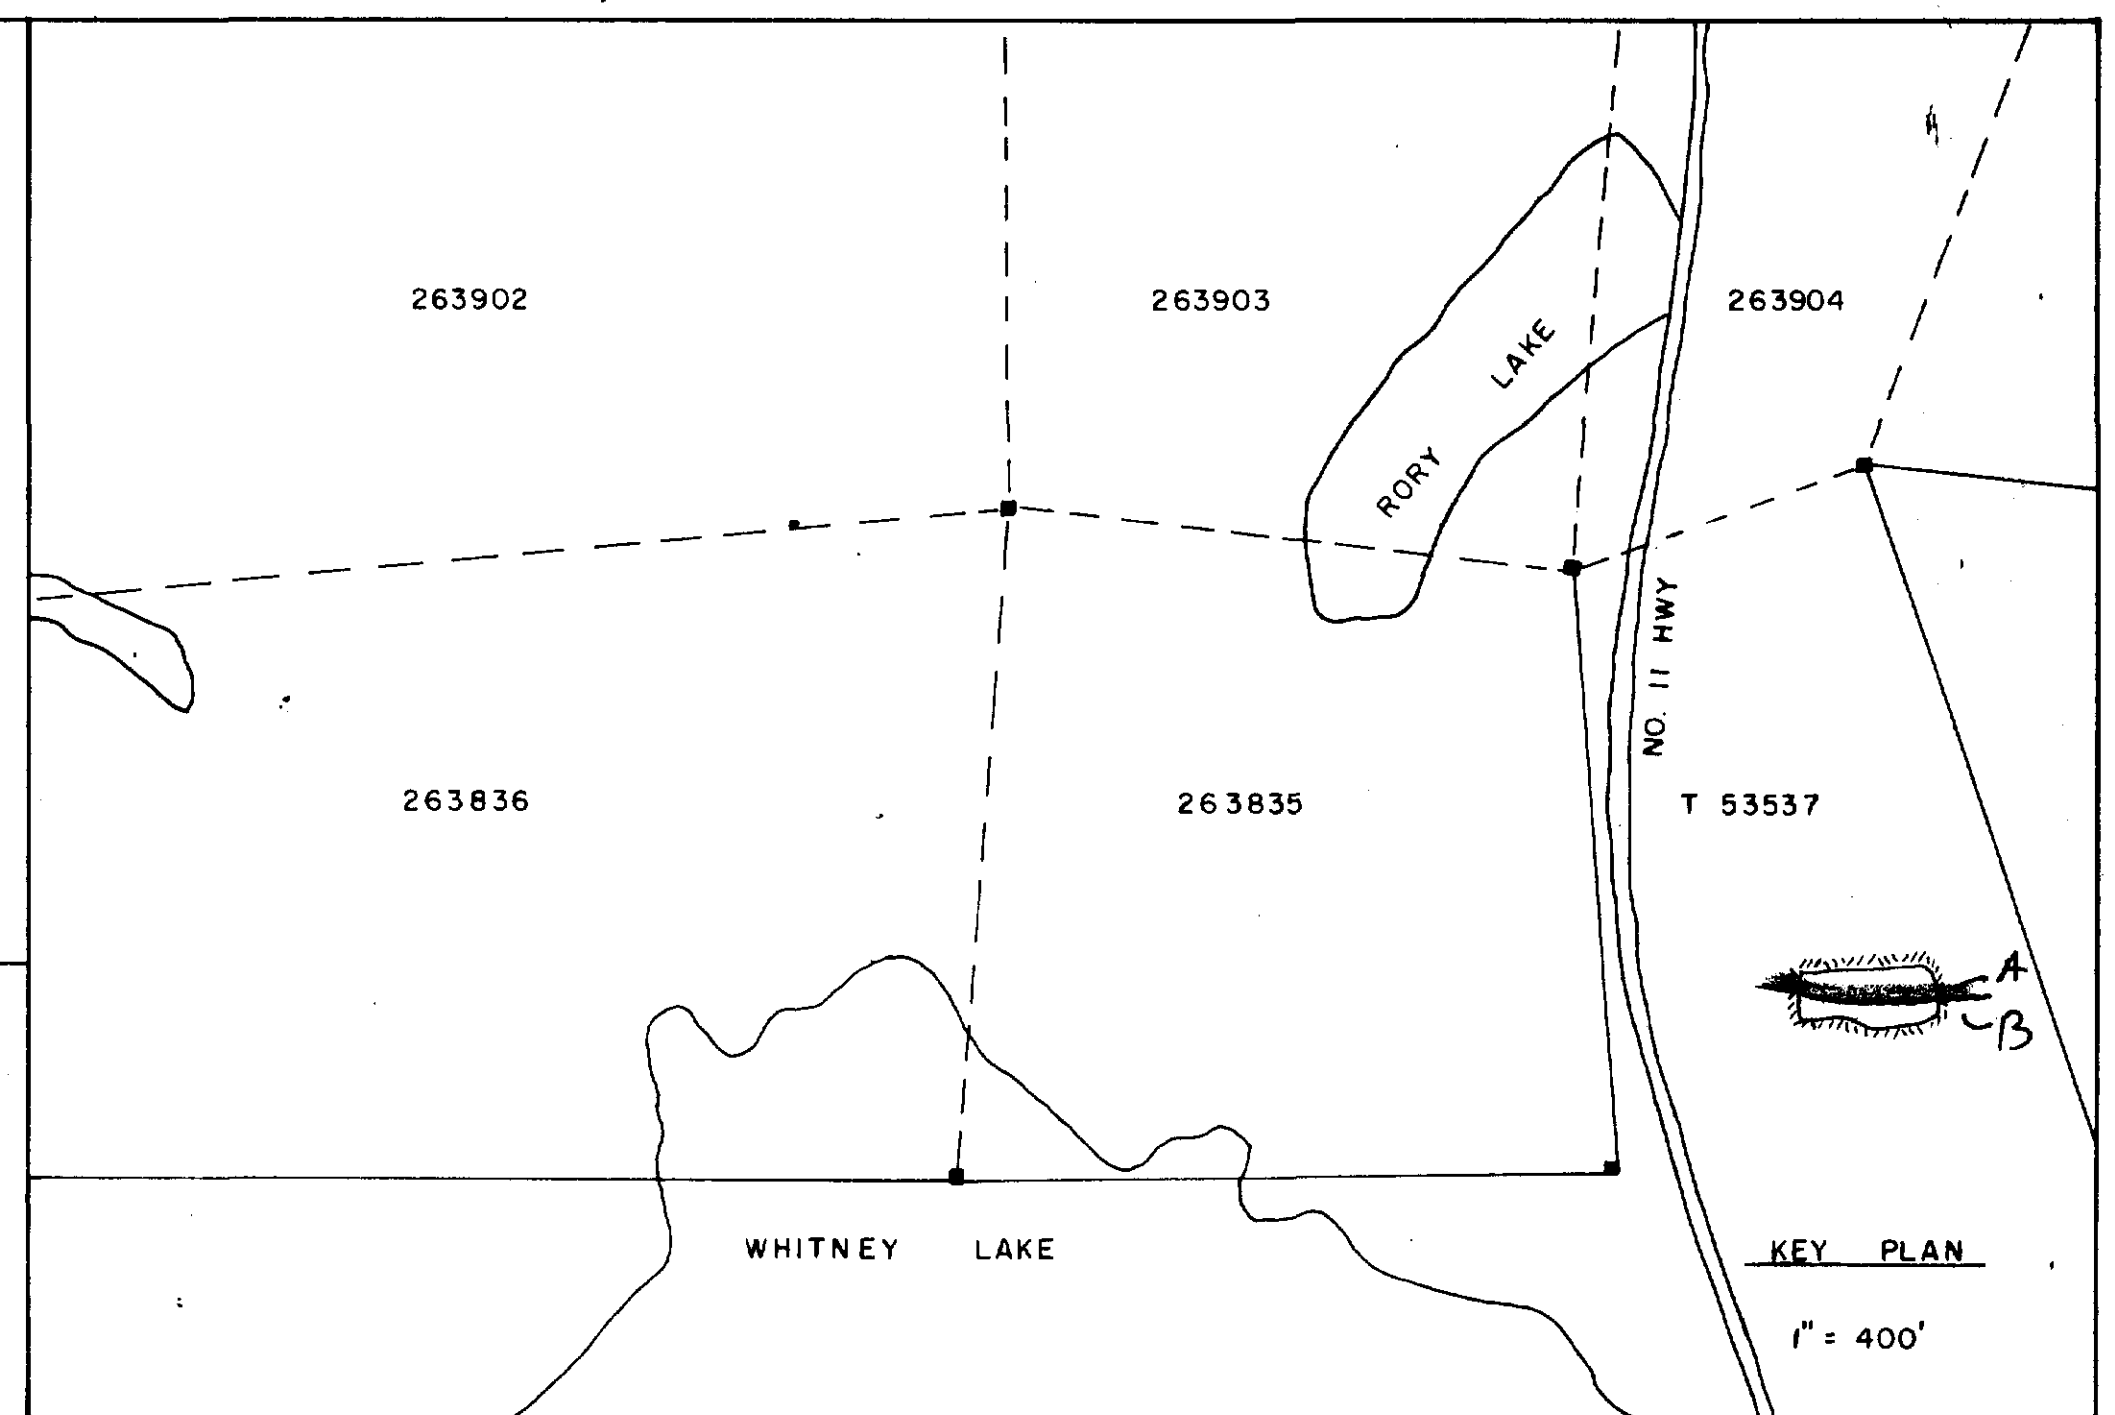 263902
263903
263904
RORY LAKE
NO. 11 HWY
263836
263835
T 53537
A
B
WHITNEY LAKE
KEY PLAN
1" = 400'